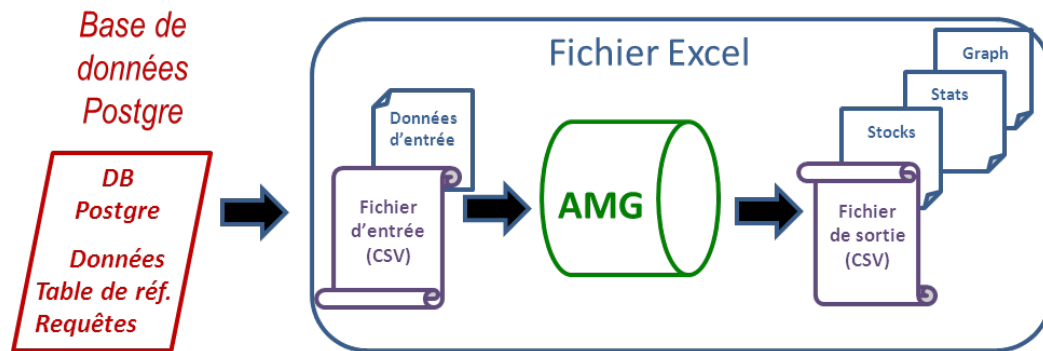 Base de
données
Postgre
DB
Postgre
Données
Table de réf.
Requêtes
Fichier Excel
Données
d'entrée
Fichier
d'entrée
(CSV)
AMG
Graph
Stats
Stocks
Fichier
de sortie
(CSV)